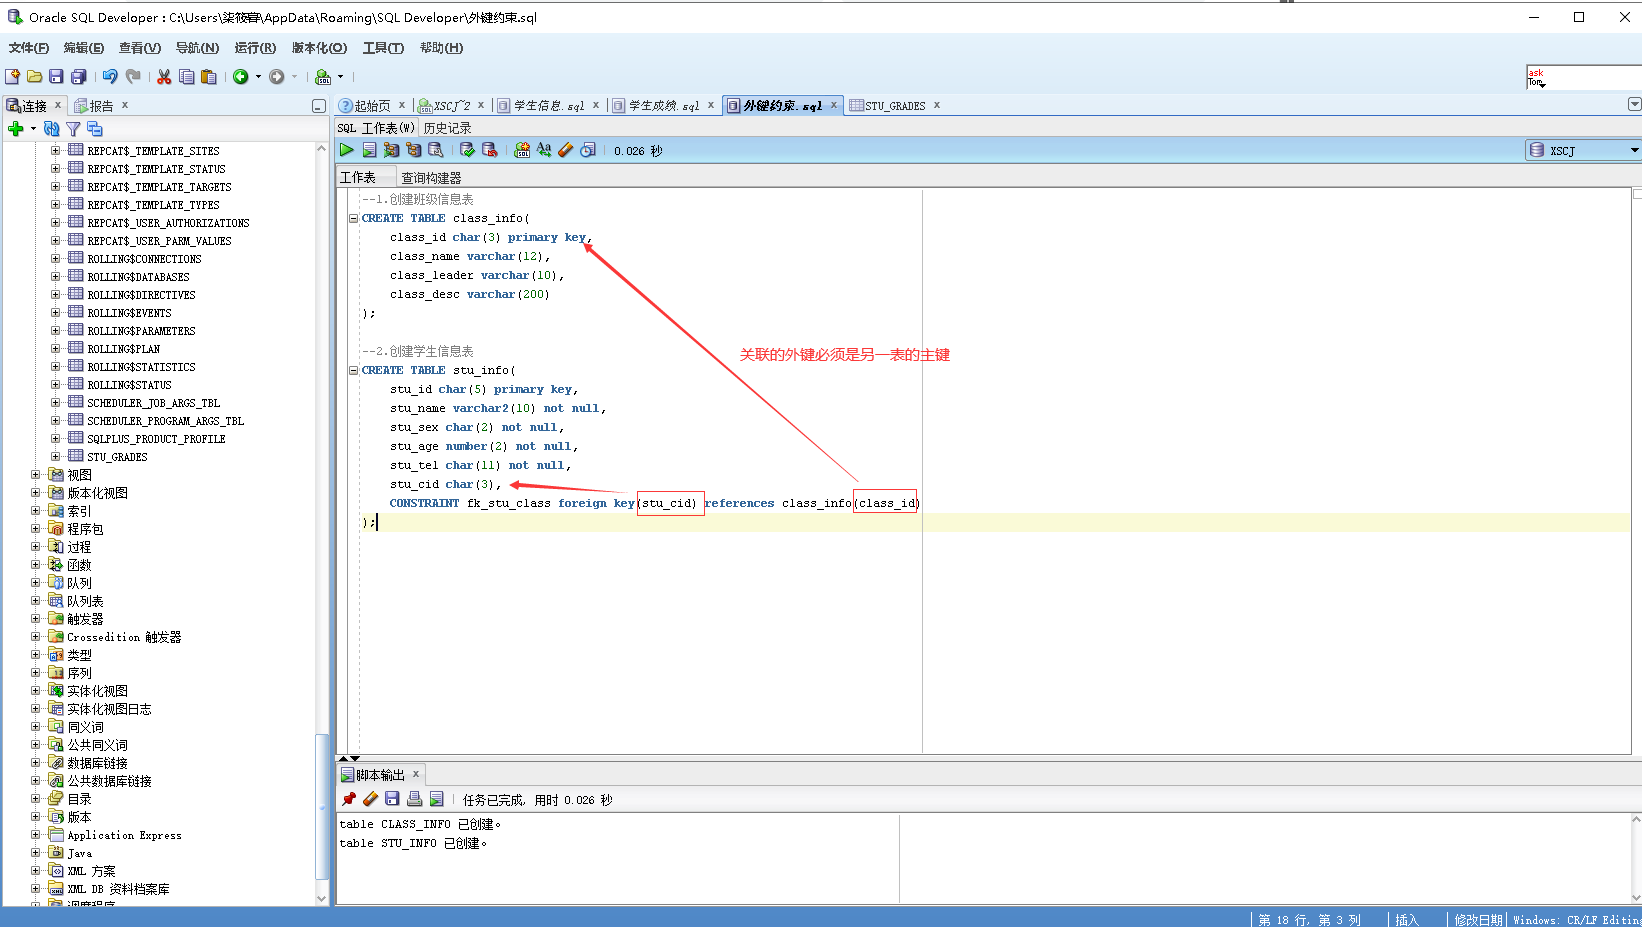 Oracle SQL Developer : C:\Users\柒筱\AppData\Roaming\SQL Developer\外键约束.sql
文件(F) 编辑(E) 查看(V) 导航(N) 运行(R) 版本化(O) 工具(T) 帮助(H)
ask
Tom
连接 x 报告 x
起始页 x XSCJ~2 x 学生信息.sql x 学生成绩.sql x 外键约束.sql x STU_GRADES x
SQL 工作表(W) 历史记录
0.026 秒 XSCJ
工作表 查询构建器
REPCAT$_TEMPLATE_SITES
REPCAT$_TEMPLATE_STATUS
REPCAT$_TEMPLATE_TARGETS
REPCAT$_TEMPLATE_TYPES
REPCAT$_USER_AUTHORIZATIONS
REPCAT$_USER_PARM_VALUES
ROLLING$CONNECTIONS
ROLLING$DATABASES
ROLLING$DIRECTIVES
ROLLING$EVENTS
ROLLING$PARAMETERS
ROLLING$PLAN
ROLLING$STATISTICS
ROLLING$STATUS
SCHEDULER_JOB_ARGS_TBL
SCHEDULER_PROGRAM_ARGS_TBL
SQLPLUS_PRODUCT_PROFILE
STU_GRADES
视图
版本化视图
索引
程序包
过程
函数
队列
队列表
触发器
Crossedition 触发器
类型
序列
实体化视图
实体化视图日志
同义词
公共同义词
数据库链接
公共数据库链接
目录
版本
Application Express
Java
XML 方案
XML DB 资料档案库
调度程序
--1.创建班级信息表
CREATE TABLE class_info(
class_id char(3) primary key,
class_name varchar(12),
class_leader varchar(10),
class_desc varchar(200)
);
--2.创建学生信息表
CREATE TABLE stu_info(
stu_id char(5) primary key,
stu_name varchar2(10) not null,
stu_sex char(2) not null,
stu_age number(2) not null,
stu_tel char(11) not null,
stu_cid char(3),
CONSTRAINT fk_stu_class foreign key(stu_cid) references class_info(class_id)
);
关联的外键必须是另一表的主键
脚本输出 x
任务已完成, 用时 0.026 秒
table CLASS_INFO 已创建。
table STU_INFO 已创建。
第 18 行, 第 3 列 插入 修改日期 Windows: CR/LF Editing